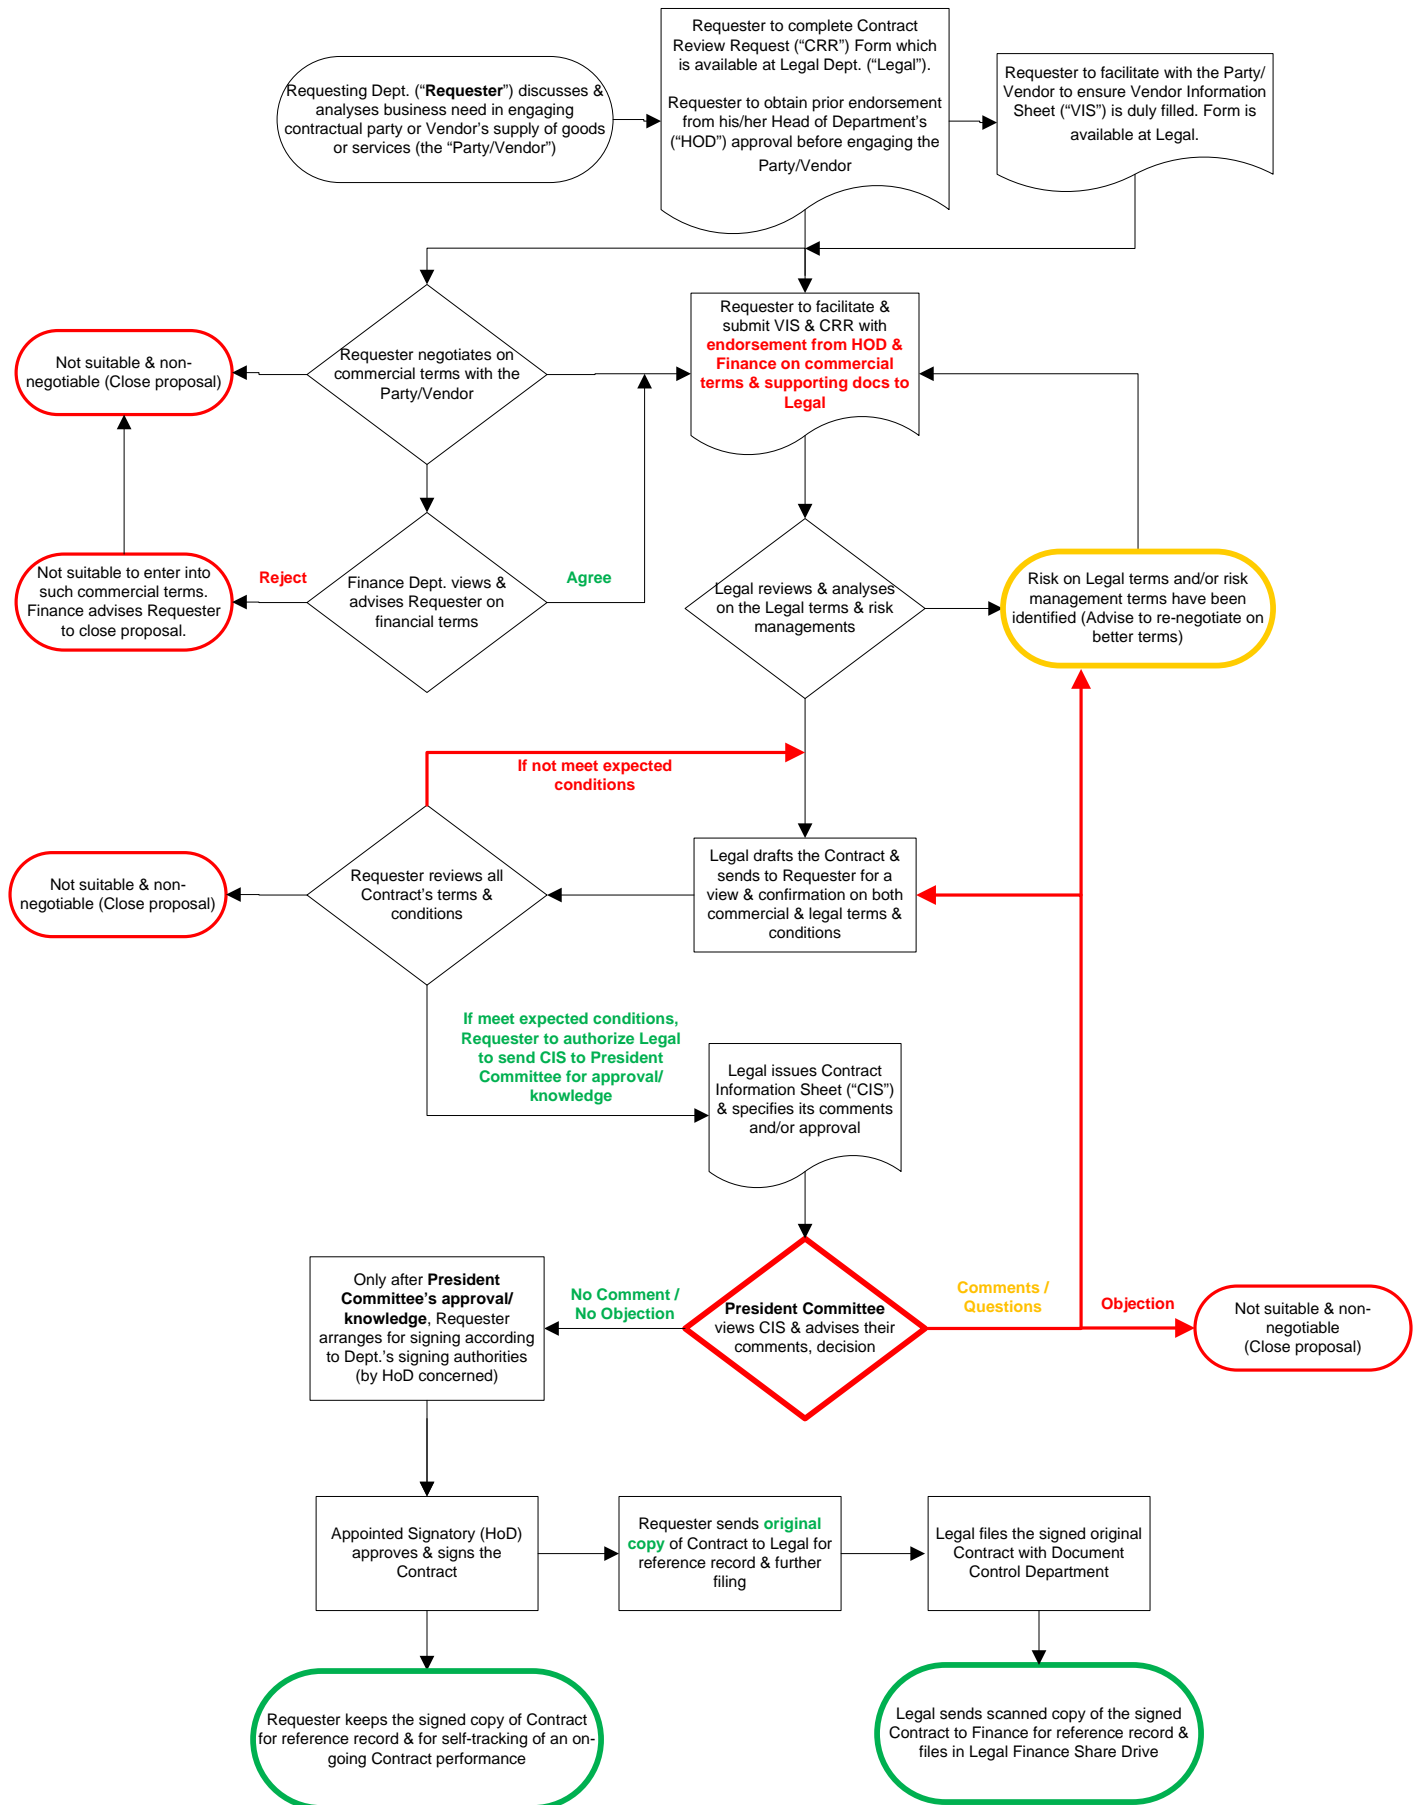 Requesting Dept. (“Requester”) discusses &
analyses business need in engaging
contractual party or Vendor’s supply of goods
or services (the “Party/Vendor”)
Requester to complete Contract
Review Request (“CRR”) Form which
is available at Legal Dept. (“Legal”).
Requester to obtain prior endorsement
from his/her Head of Department’s
(“HOD”) approval before engaging the
Party/Vendor
Requester to facilitate with the Party/
Vendor to ensure Vendor Information
Sheet (“VIS”) is duly filled. Form is
available at Legal.
Not suitable & non-
negotiable (Close proposal)
Requester negotiates on
commercial terms with the
Party/Vendor
Requester to facilitate &
submit VIS & CRR with
endorsement from HOD &
Finance on commercial
terms & supporting docs to
Legal
Not suitable to enter into
such commercial terms.
Finance advises Requester
to close proposal.
Reject
Finance Dept. views &
advises Requester on
financial terms
Agree
Legal reviews & analyses
on the Legal terms & risk
managements
Risk on Legal terms and/or risk
management terms have been
identified (Advise to re-negotiate on
better terms)
If not meet expected
conditions
Not suitable & non-
negotiable (Close proposal)
Requester reviews all
Contract’s terms &
conditions
Legal drafts the Contract &
sends to Requester for a
view & confirmation on both
commercial & legal terms &
conditions
If meet expected conditions,
Requester to authorize Legal
to send CIS to President
Committee for approval/
knowledge
Legal issues Contract
Information Sheet (“CIS”)
& specifies its comments
and/or approval
Only after President
Committee’s approval/
knowledge, Requester
arranges for signing according
to Dept.’s signing authorities
(by HoD concerned)
No Comment /
No Objection
President Committee
views CIS & advises their
comments, decision
Comments /
Questions
Objection
Not suitable & non-
negotiable
(Close proposal)
Appointed Signatory (HoD)
approves & signs the
Contract
Requester sends original
copy of Contract to Legal for
reference record & further
filing
Legal files the signed original
Contract with Document
Control Department
Requester keeps the signed copy of Contract
for reference record & for self-tracking of an on-
going Contract performance
Legal sends scanned copy of the signed
Contract to Finance for reference record &
files in Legal Finance Share Drive